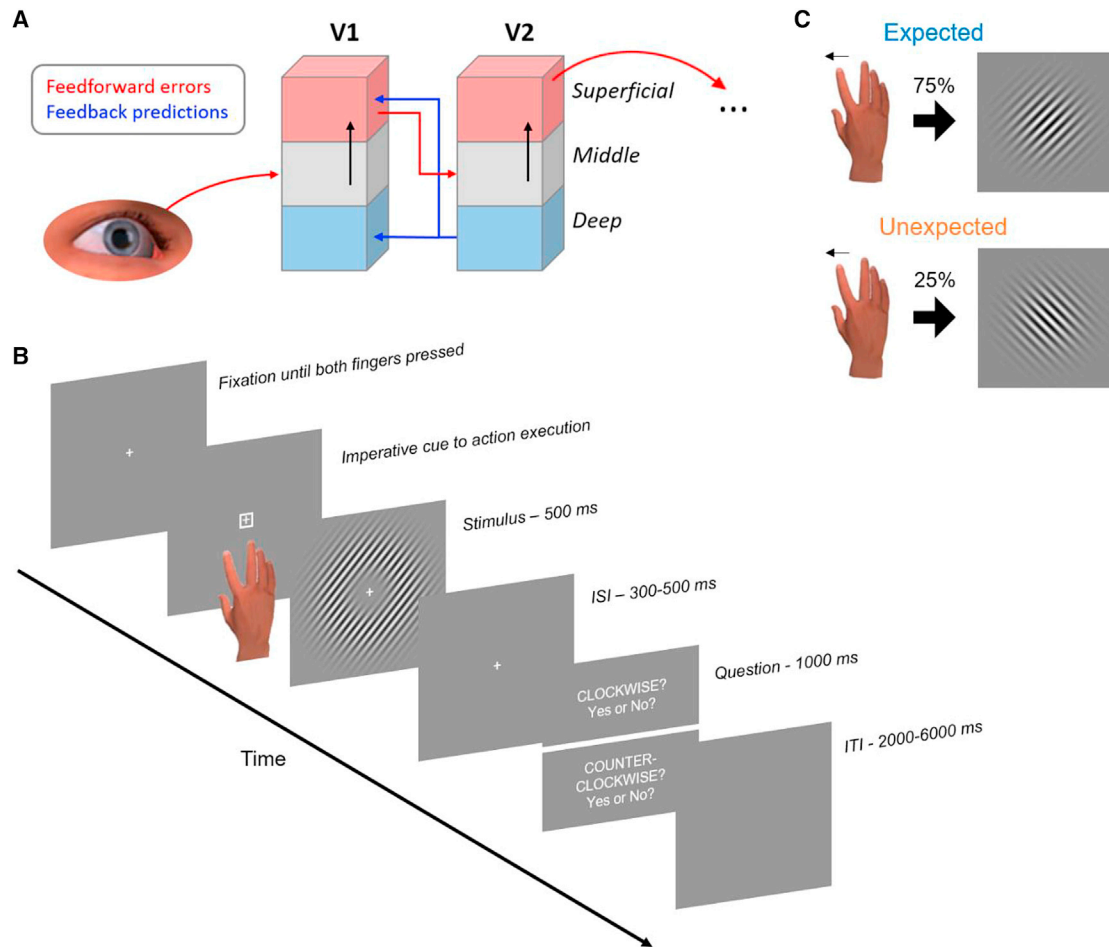 A
V1
V2
Feedforward errors
Feedback predictions
Superficial
Middle
Deep
...
C
Expected
75%
Unexpected
25%
B
Fixation until both fingers pressed
Imperative cue to action execution
Stimulus – 500 ms
ISI – 300-500 ms
Question - 1000 ms
ITI - 2000-6000 ms
CLOCKWISE?
Yes or No?
COUNTER-
CLOCKWISE?
Yes or No?
Time